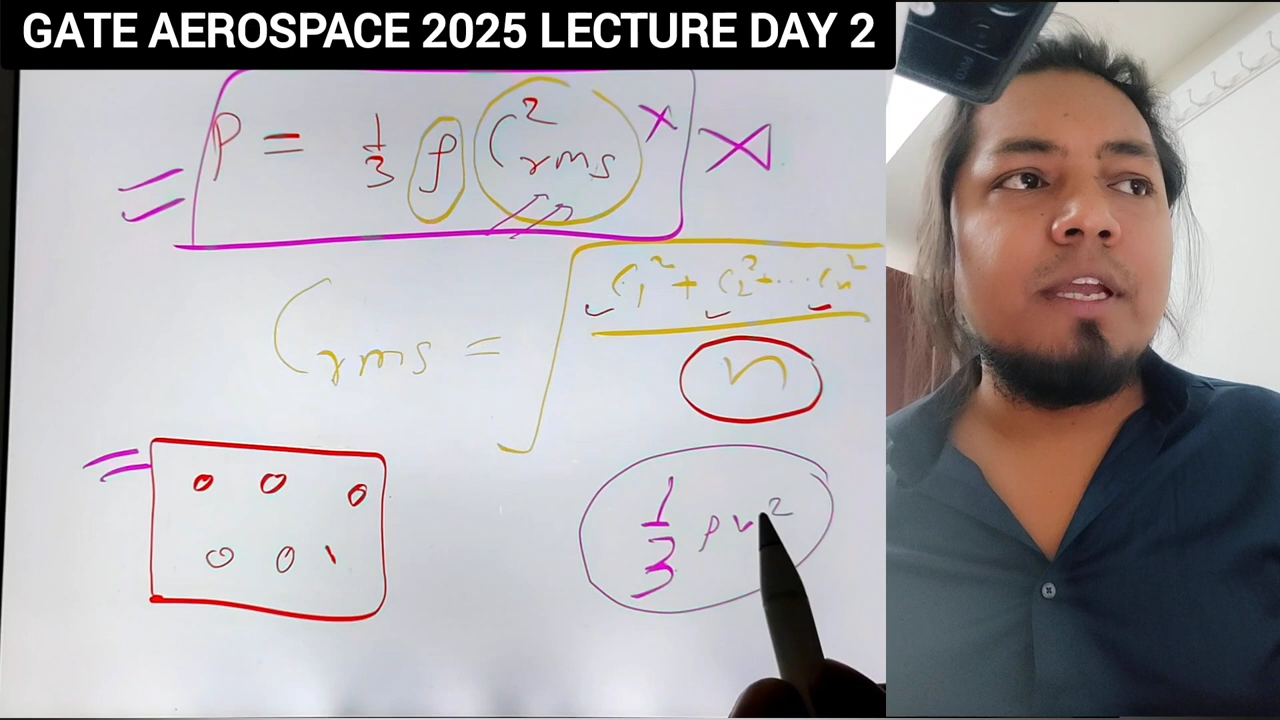 GATE AEROSPACE 2025 LECTURE DAY 2
= P = 1/3 ρ C²rms
Crms = √((C₁² + C₂² + ... Cn²)/n)
=
1/3 ρv²